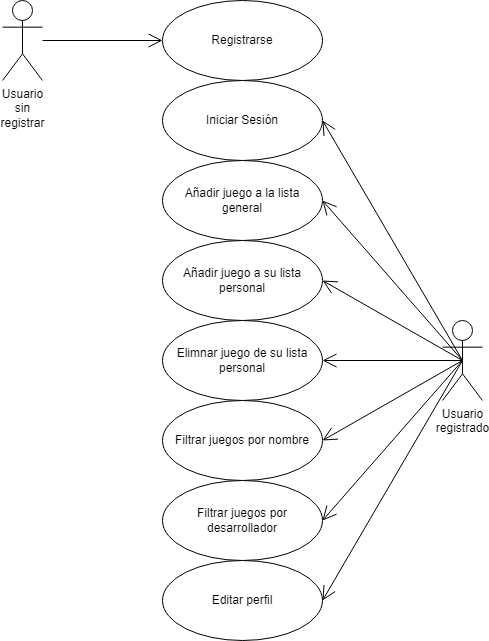 Registrarse
Usuario
sin
registrar
Iniciar Sesión
Añadir juego a la lista
general
Añadir juego a su lista
personal
Elimnar juego de su lista
personal
Usuario
registrado
Filtrar juegos por nombre
Filtrar juegos por
desarrollador
Editar perfil